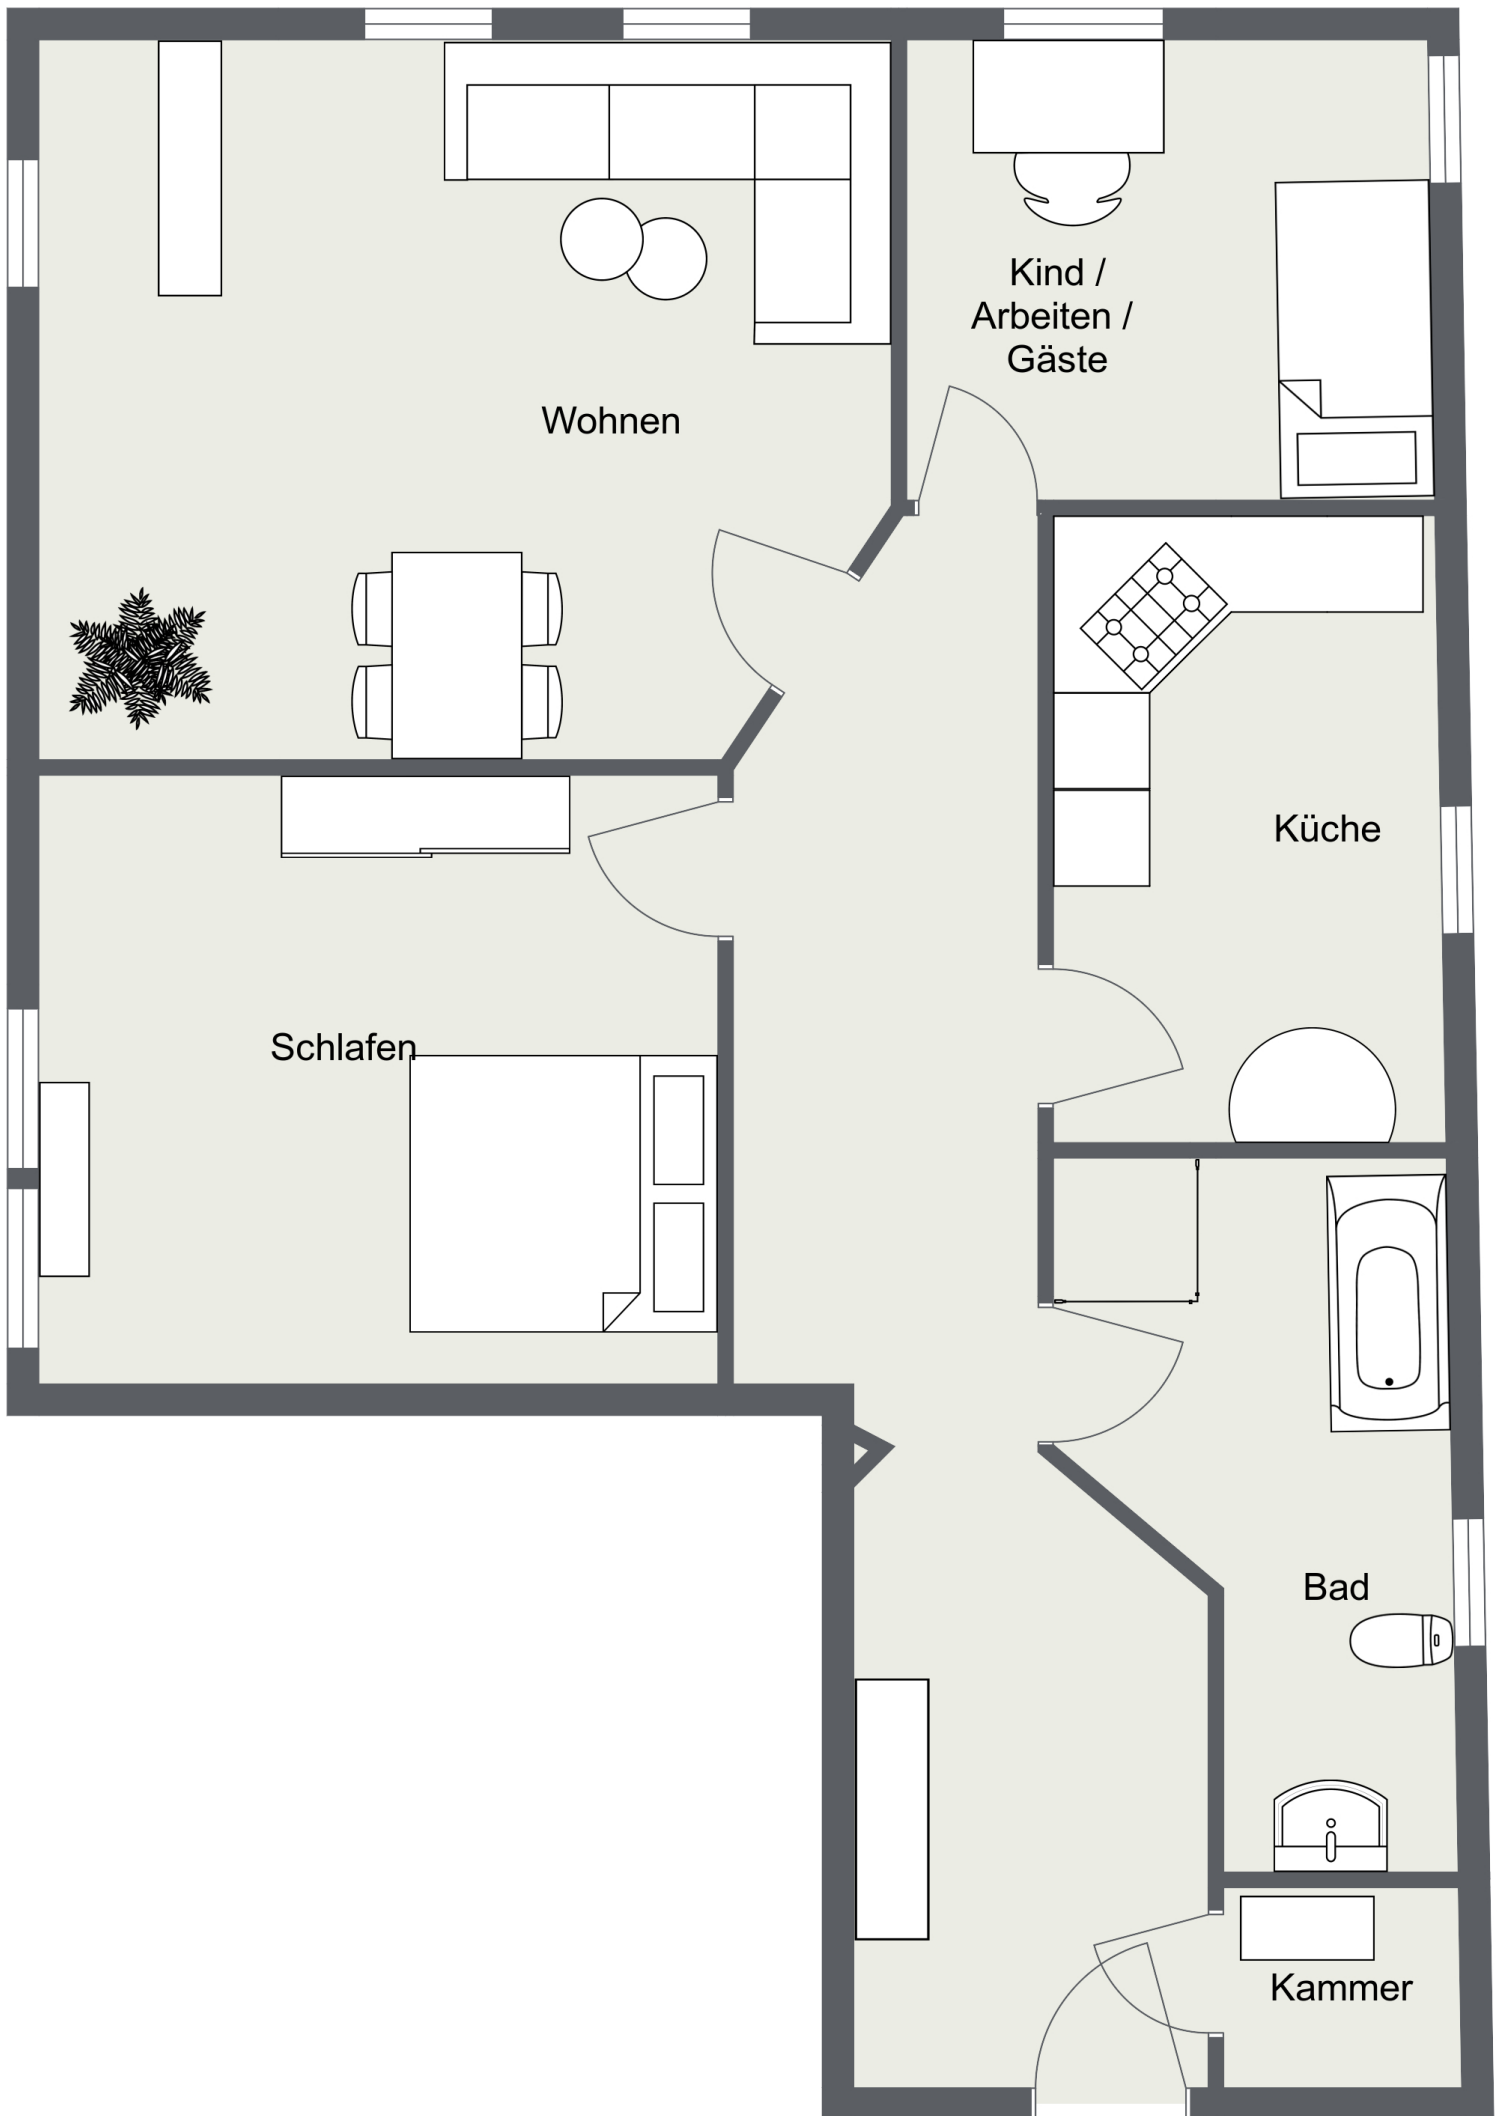 Kind /
Arbeiten /
Gäste
Wohnen
Küche
Schlafen
Bad
Kammer